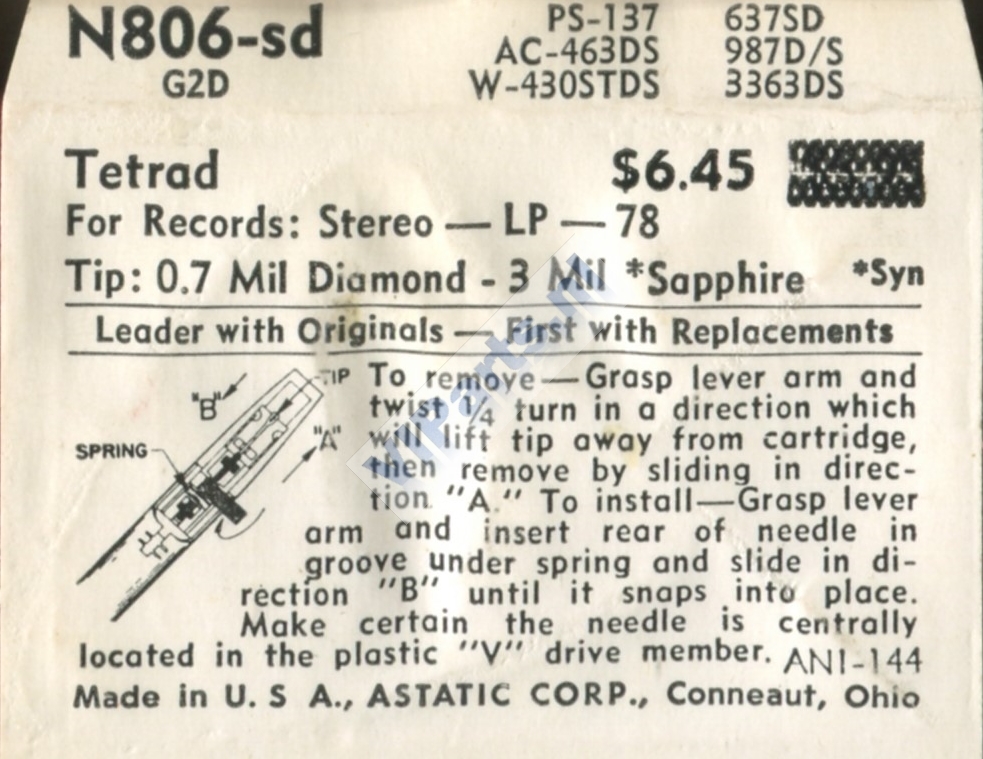 N806-sd PS-137 637SD
G2D AC-463DS 987D/S
W-430STDS 3363DS
Tetrad $6.45
For Records: Stereo — LP — 78
Tip: 0.7 Mil Diamond - 3 Mil *Sapphire *Syn
Leader with Originals — First with Replacements
TIP
"B"
"A"
SPRING
To remove—Grasp lever arm and
twist 1/4 turn in a direction which
will lift tip away from cartridge,
then remove by sliding in direc-
tion "A." To install—Grasp lever
arm and insert rear of needle in
groove under spring and slide in di-
rection "B" until it snaps into place.
Make certain the needle is centrally
located in the plastic "V" drive member. AN1-144
Made in U. S A., ASTATIC CORP., Conneaut, Ohio
VIParts.nl